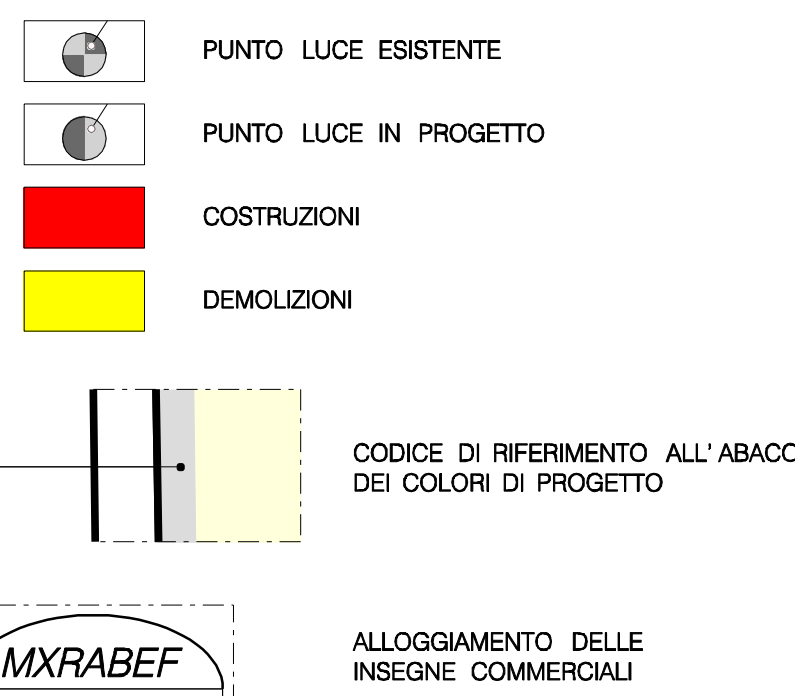 PUNTO LUCE ESISTENTE
PUNTO LUCE IN PROGETTO
COSTRUZIONI
DEMOLIZIONI
CODICE DI RIFERIMENTO ALL'ABACO
DEI COLORI DI PROGETTO
MXRABEF
ALLOGGIAMENTO DELLE
INSEGNE COMMERCIALI